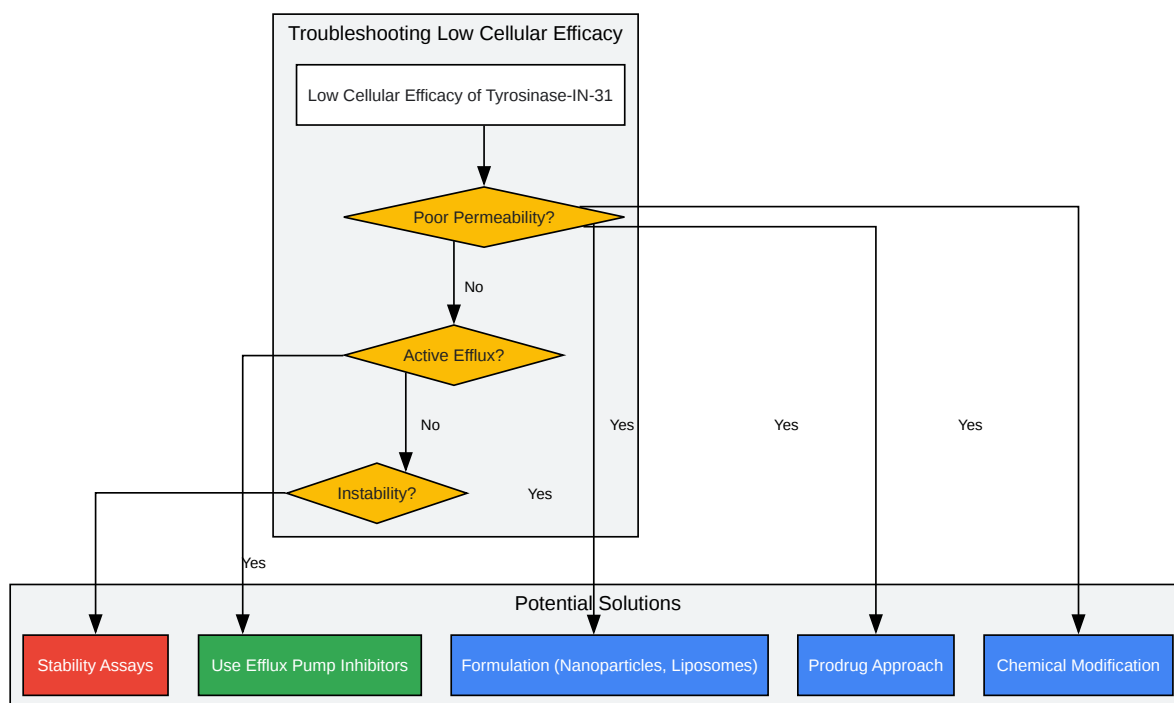 Troubleshooting Low Cellular Efficacy
Low Cellular Efficacy of Tyrosinase-IN-31
Poor Permeability?
No
Active Efflux?
No
Yes
Yes
Yes
Instability?
Yes
Yes
Potential Solutions
Stability Assays
Use Efflux Pump Inhibitors
Formulation (Nanoparticles, Liposomes)
Prodrug Approach
Chemical Modification